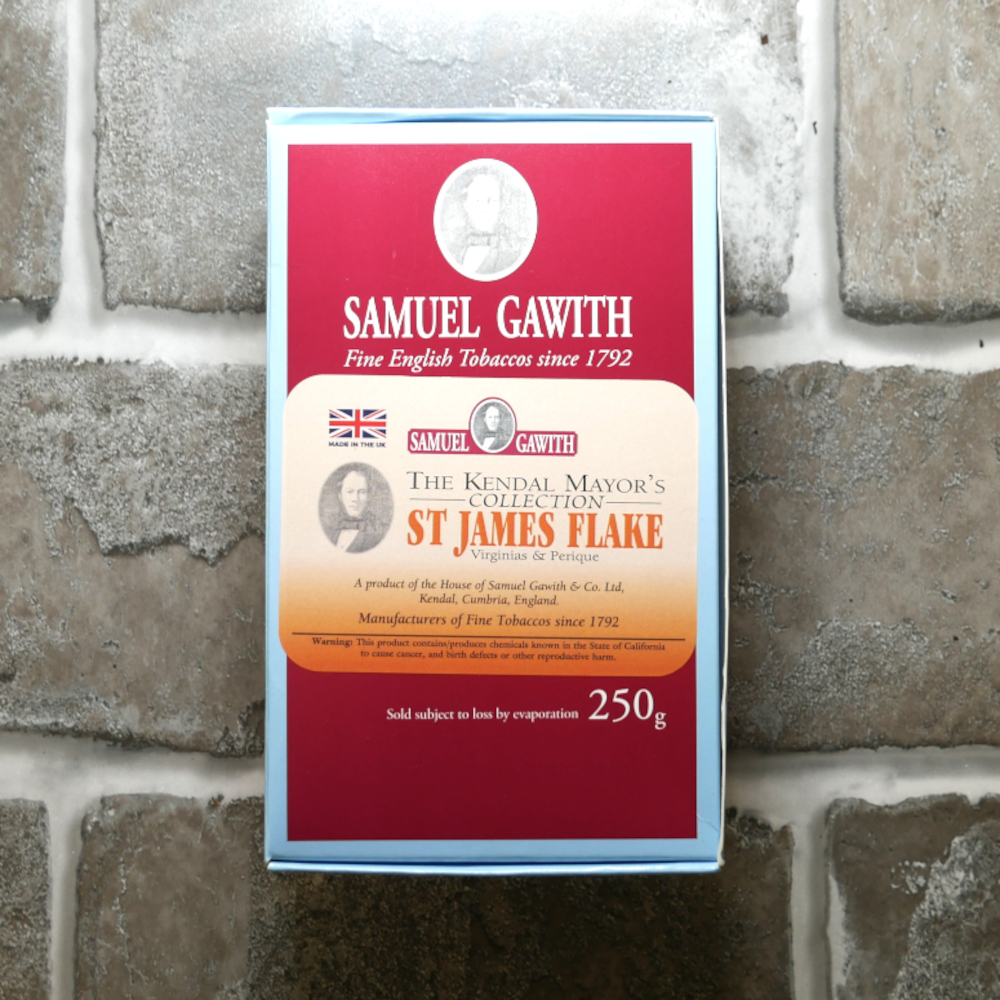 SAMUEL GAWITH
Fine English Tobaccos since 1792
MADE IN THE UK
SAMUEL GAWITH
THE KENDAL MAYOR'S
COLLECTION
ST JAMES FLAKE
Virginias & Perique
A product of the House of Samuel Gawith & Co. Ltd,
Kendal, Cumbria, England.
Manufacturers of Fine Tobaccos since 1792
Warning: This product contains/produces chemicals known in the State of California
to cause cancer, and birth defects or other reproductive harm.
Sold subject to loss by evaporation 250g